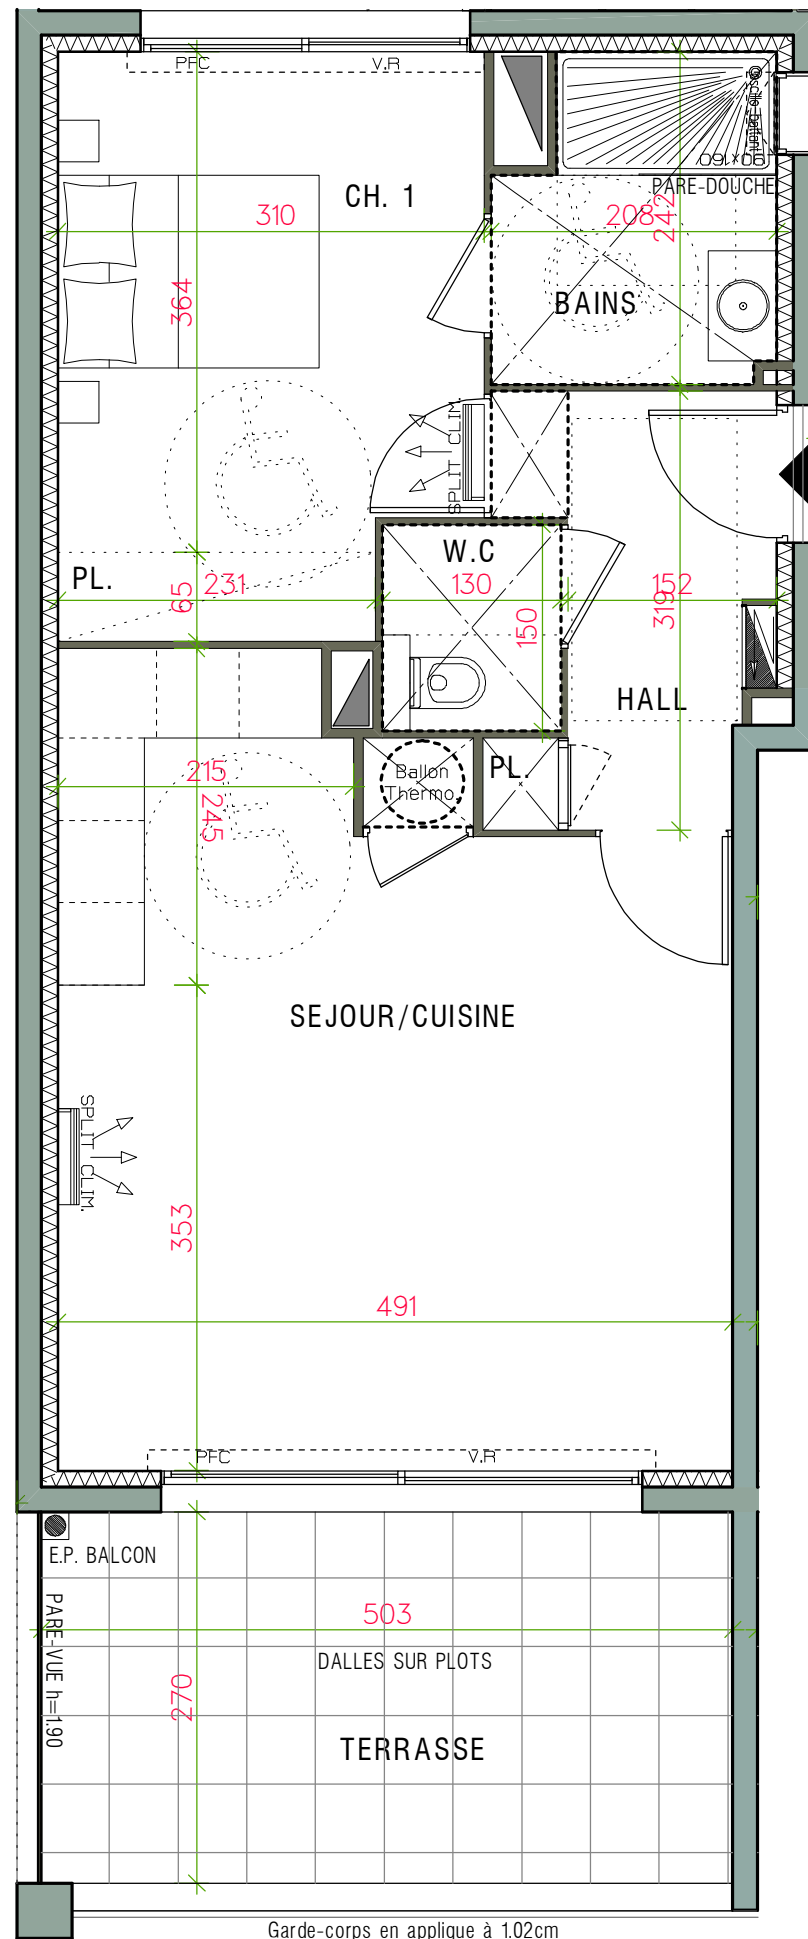 PFC
V.R
Oscillo-battant
90x160
PARE-DOUCHE
CH. 1
310
208
242
364
BAINS
SPLIT CLIM.
W.C
PL.
65
231
130
152
150
319
HALL
215
245
Ballon
Thermo.
PL.
SEJOUR/CUISINE
SPLIT CLIM.
353
491
PFC
V.R
E.P. BALCON
PARE-VUE h=1.90
503
DALLES SUR PLOTS
270
TERRASSE
Garde-corps en applique à 1.02cm